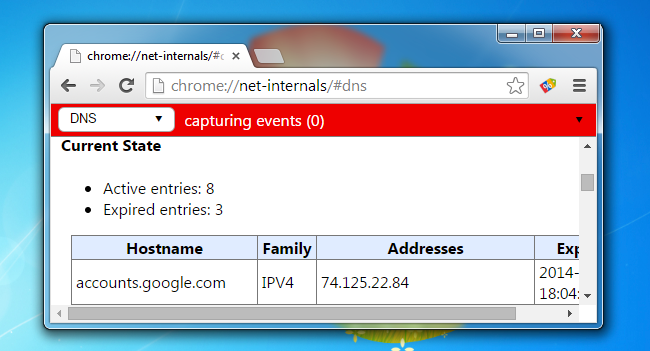 chrome://net-internals/#d
chrome://net-internals/#dns
DNS
capturing events (0)
Current State
Active entries: 8
Expired entries: 3
Hostname Family Addresses Exp
accounts.google.com IPV4 74.125.22.84 2014-
18:04: